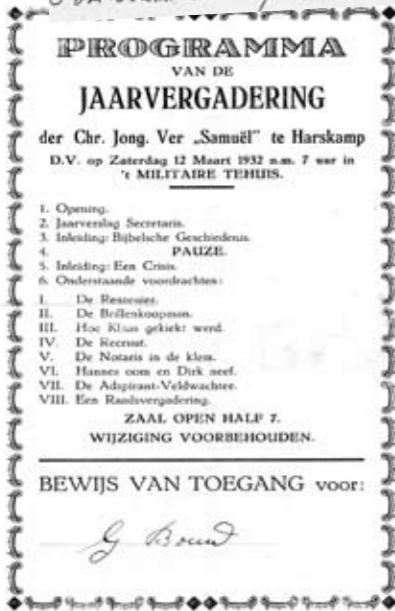 PROGRAMMA
VAN DE
JAARVERGADERING
der Chr. Jong. Ver „Samuël" te Harskamp
D.V. op Zaterdag 12 Maart 1932 n.m. 7 uur in
't MILITAIRE TEHUIS.
1. Opening.
2. Jaarverslag Secretaris.
3. Inleiding: Bijbelsche Geschiedenis.
4. PAUZE.
5. Inleiding: Een Crisis.
6. Onderstaande voordrachten:
I. De Rentenier.
II. De Brillenkoopman.
III. Hoe Klaas gekiekt werd.
IV. De Recruut.
V. De Notaris in de klem.
VI. Hannes oom en Dirk neef.
VII. De Adspirant-Veldwachter.
VIII. Een Raadsvergadering.
ZAAL OPEN HALF 7.
WIJZIGING VOORBEHOUDEN.
BEWIJS VAN TOEGANG voor:
G